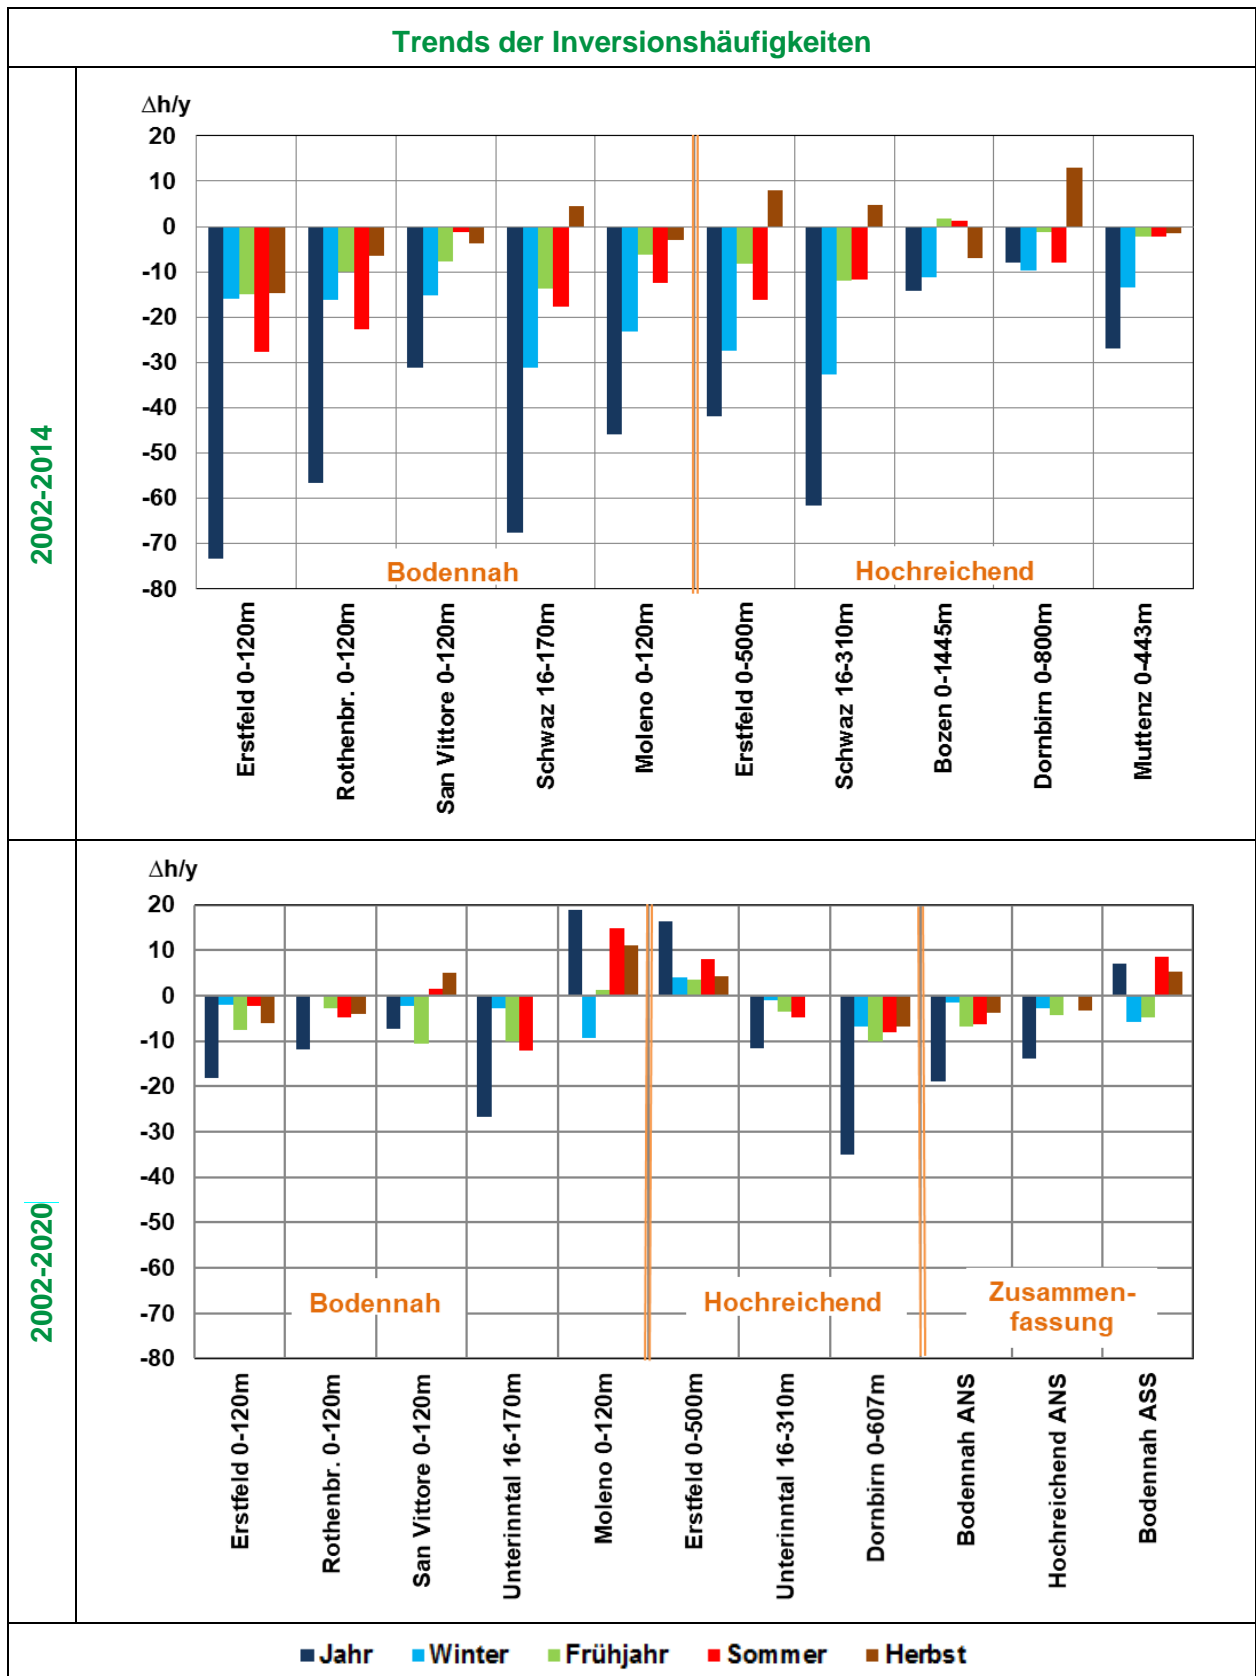 Trends der Inversionshäufigkeiten
2002-2014
Δh/y
20
10
0
-10
-20
-30
-40
-50
-60
-70
-80
Bodennah
Hochreichend
Erstfeld 0-120m
Rothenbr. 0-120m
San Vittore 0-120m
Schwaz 16-170m
Moleno 0-120m
Erstfeld 0-500m
Schwaz 16-310m
Bozen 0-1445m
Dornbirn 0-800m
Muttenz 0-443m
2002-2020
Δh/y
20
10
0
-10
-20
-30
-40
-50
-60
-70
-80
Bodennah
Hochreichend
Zusammen-
fassung
Erstfeld 0-120m
Rothenbr. 0-120m
San Vittore 0-120m
Unterinntal 16-170m
Moleno 0-120m
Erstfeld 0-500m
Unterinntal 16-310m
Dornbirn 0-607m
Bodennah ANS
Hochreichend ANS
Bodennah ASS
Jahr Winter Frühjahr Sommer Herbst